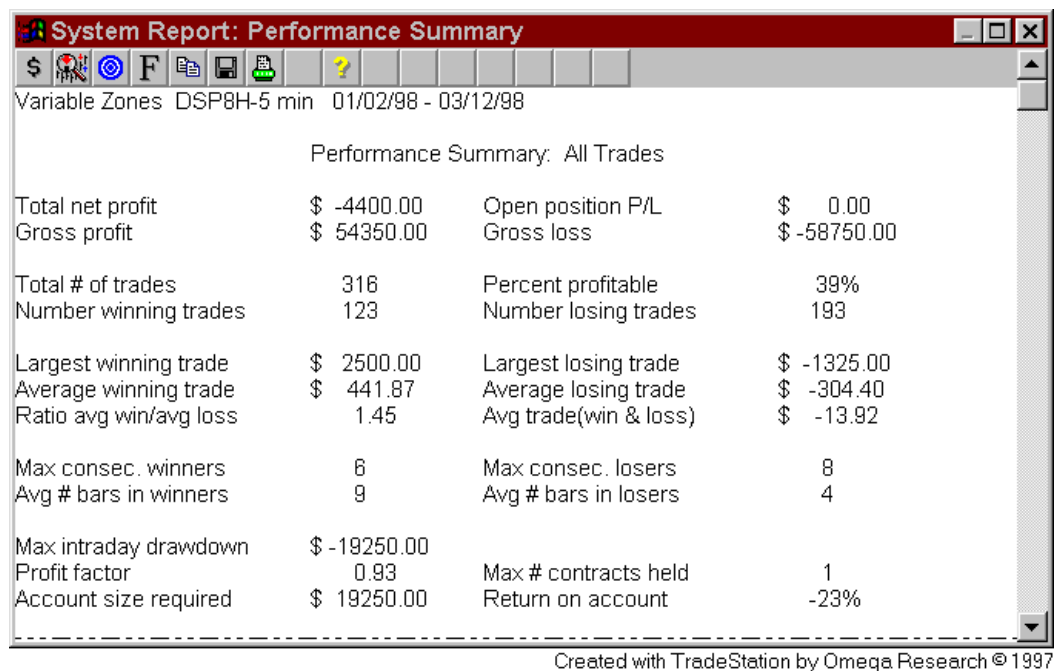 System Report: Performance Summary
$ F ?
Variable Zones DSP8H-5 min 01/02/98 - 03/12/98
Performance Summary: All Trades
Total net profit $ -4400.00 Open position P/L $ 0.00
Gross profit $ 54350.00 Gross loss $ -58750.00
Total # of trades 316 Percent profitable 39%
Number winning trades 123 Number losing trades 193
Largest winning trade $ 2500.00 Largest losing trade $ -1325.00
Average winning trade $ 441.87 Average losing trade $ -304.40
Ratio avg win/avg loss 1.45 Avg trade(win & loss) $ -13.92
Max consec. winners 6 Max consec. losers 8
Avg # bars in winners 9 Avg # bars in losers 4
Max intraday drawdown $ -19250.00
Profit factor 0.93 Max # contracts held 1
Account size required $ 19250.00 Return on account -23%
Created with TradeStation by Omega Research © 1997